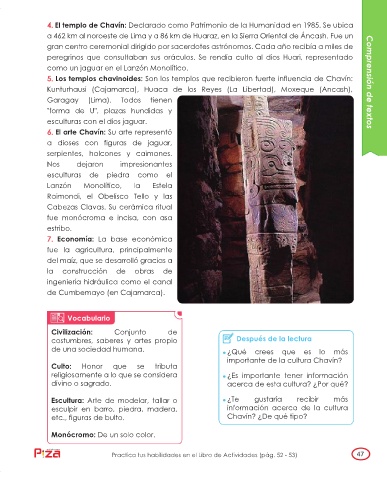 4. El templo de Chavín: Declarado como Patrimonio de la Humanidad en 1985. Se ubica
a 462 km al noroeste de Lima y a 86 km de Huaraz, en la Sierra Oriental de Áncash. Fue un
gran centro ceremonial dirigido por sacerdotes astrónomos. Cada año recibía a miles de
peregrinos que consultaban sus oráculos. Se rendía culto al dios Huari, representado
como un jaguar en el Lanzón Monolítico.
5. Los templos chavinoides: Son los templos que recibieron fuerte influencia de Chavín:
Kunturhuasi (Cajamarca), Huaca de los Reyes (La Libertad), Moxeque (Ancash),
Garagay (Lima). Todos tienen
"forma de U", plazas hundidas y
esculturas con el dios jaguar.
6. El arte Chavín: Su arte representó
a dioses con figuras de jaguar,
serpientes, halcones y caimanes.
Nos dejaron impresionantes
esculturas de piedra como el
Lanzón Monolítico, la Estela
Raimondi, el Obelisco Tello y las
Cabezas Clavas. Su cerámica ritual
fue monócroma e incisa, con asa
estribo.
7. Economía: La base económica
fue la agricultura, principalmente
del maíz, que se desarrolló gracias a
la construcción de obras de
ingeniería hidráulica como el canal
de Cumbemayo (en Cajamarca).
Comprensión de textos
Vocabulario
Civilización: Conjunto de
costumbres, saberes y artes propio
de una sociedad humana.
Culto: Honor que se tributa
religiosamente a lo que se considera
divino o sagrado.
Escultura: Arte de modelar, tallar o
esculpir en barro, piedra, madera,
etc., figuras de bulto.
Monócromo: De un solo color.
Después de la lectura
¿Qué crees que es lo más
importante de la cultura Chavín?
¿Es importante tener información
acerca de esta cultura? ¿Por qué?
¿Te gustaría recibir más
información acerca de la cultura
Chavín? ¿De qué tipo?
Practica tus habilidades en el Libro de Actividades (pág. 52 - 53)
47